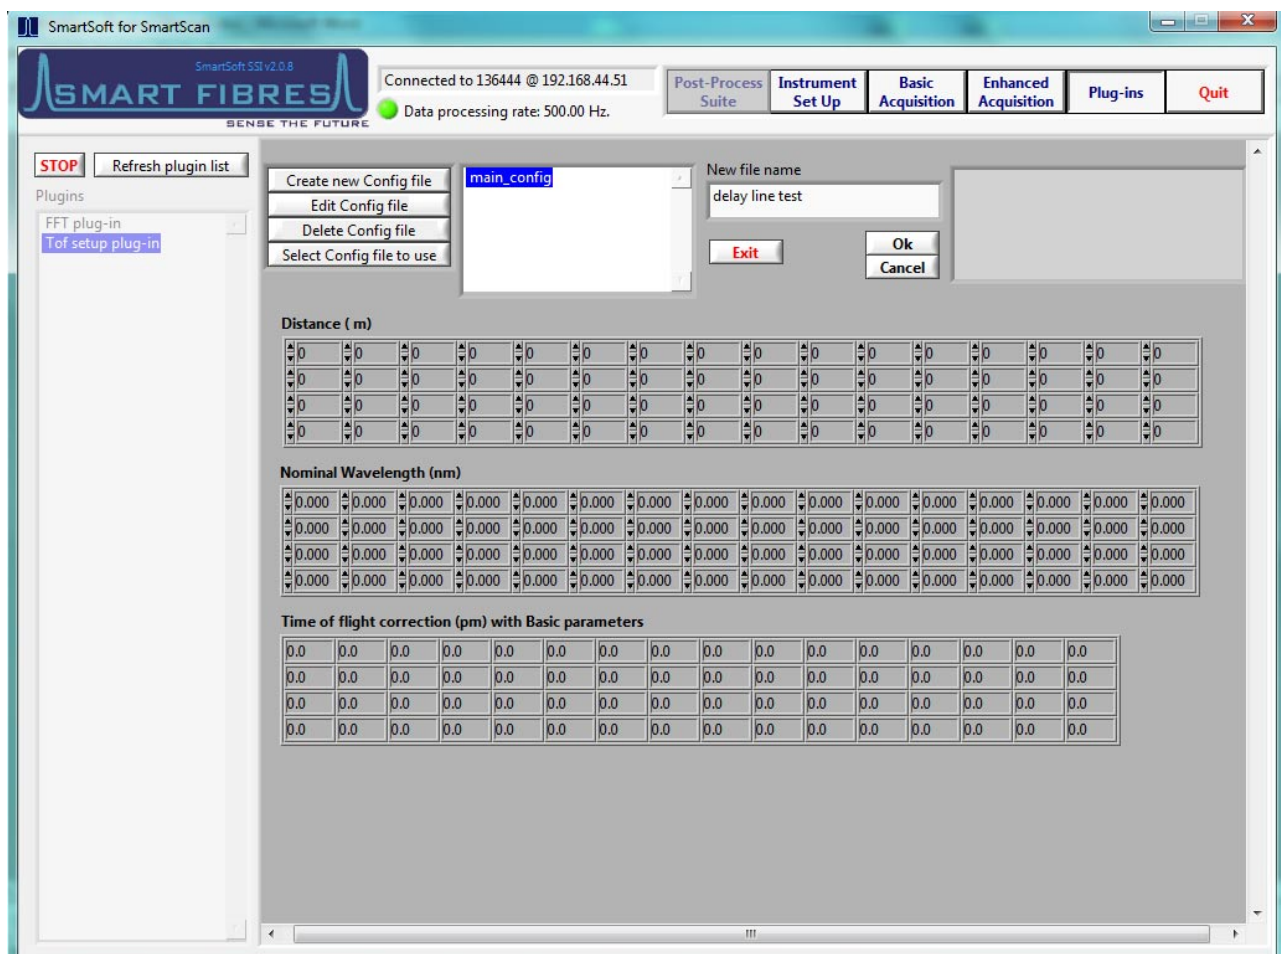 SmartSoft for SmartScan
SmartSoft SSI v2.0.8
SMART FIBRES
SENSE THE FUTURE
Connected to 136444 @ 192.168.44.51
Data processing rate: 500.00 Hz.
Post-Process Suite
Instrument Set Up
Basic Acquisition
Enhanced Acquisition
Plug-ins
Quit
STOP
Refresh plugin list
Plugins
FFT plug-in
Tof setup plug-in
Create new Config file
Edit Config file
Delete Config file
Select Config file to use
main_config
New file name
delay line test
Exit
Ok
Cancel
Distance ( m)
0 0 0 0 0 0 0 0 0 0 0 0 0 0 0 0
0 0 0 0 0 0 0 0 0 0 0 0 0 0 0 0
0 0 0 0 0 0 0 0 0 0 0 0 0 0 0 0
0 0 0 0 0 0 0 0 0 0 0 0 0 0 0 0
Nominal Wavelength (nm)
0.000 0.000 0.000 0.000 0.000 0.000 0.000 0.000 0.000 0.000 0.000 0.000 0.000 0.000 0.000 0.000
0.000 0.000 0.000 0.000 0.000 0.000 0.000 0.000 0.000 0.000 0.000 0.000 0.000 0.000 0.000 0.000
0.000 0.000 0.000 0.000 0.000 0.000 0.000 0.000 0.000 0.000 0.000 0.000 0.000 0.000 0.000 0.000
0.000 0.000 0.000 0.000 0.000 0.000 0.000 0.000 0.000 0.000 0.000 0.000 0.000 0.000 0.000 0.000
Time of flight correction (pm) with Basic parameters
0.0 0.0 0.0 0.0 0.0 0.0 0.0 0.0 0.0 0.0 0.0 0.0 0.0 0.0 0.0 0.0
0.0 0.0 0.0 0.0 0.0 0.0 0.0 0.0 0.0 0.0 0.0 0.0 0.0 0.0 0.0 0.0
0.0 0.0 0.0 0.0 0.0 0.0 0.0 0.0 0.0 0.0 0.0 0.0 0.0 0.0 0.0 0.0
0.0 0.0 0.0 0.0 0.0 0.0 0.0 0.0 0.0 0.0 0.0 0.0 0.0 0.0 0.0 0.0